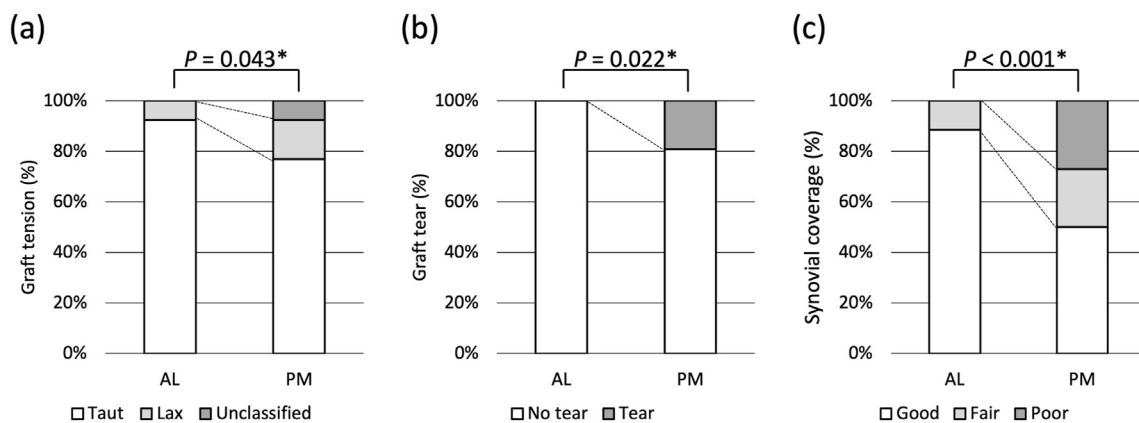 (a)
P = 0.043*
Graft tension (%)
100%
80%
60%
40%
20%
0%
AL PM
Taut Lax Unclassified
(b)
P = 0.022*
Graft tear (%)
100%
80%
60%
40%
20%
0%
AL PM
No tear Tear
(c)
P < 0.001*
Synovial coverage (%)
100%
80%
60%
40%
20%
0%
AL PM
Good Fair Poor